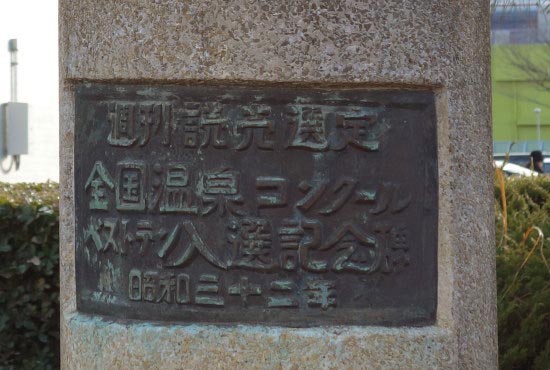 週刊読売選定
全国温泉コンクール
ベストテン入選記念標
昭和三十二年